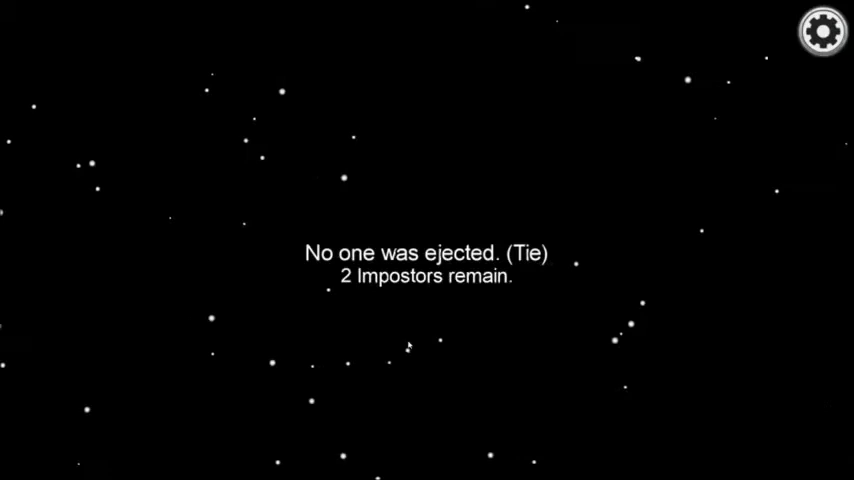 No one was ejected. (Tie)
2 Impostors remain.